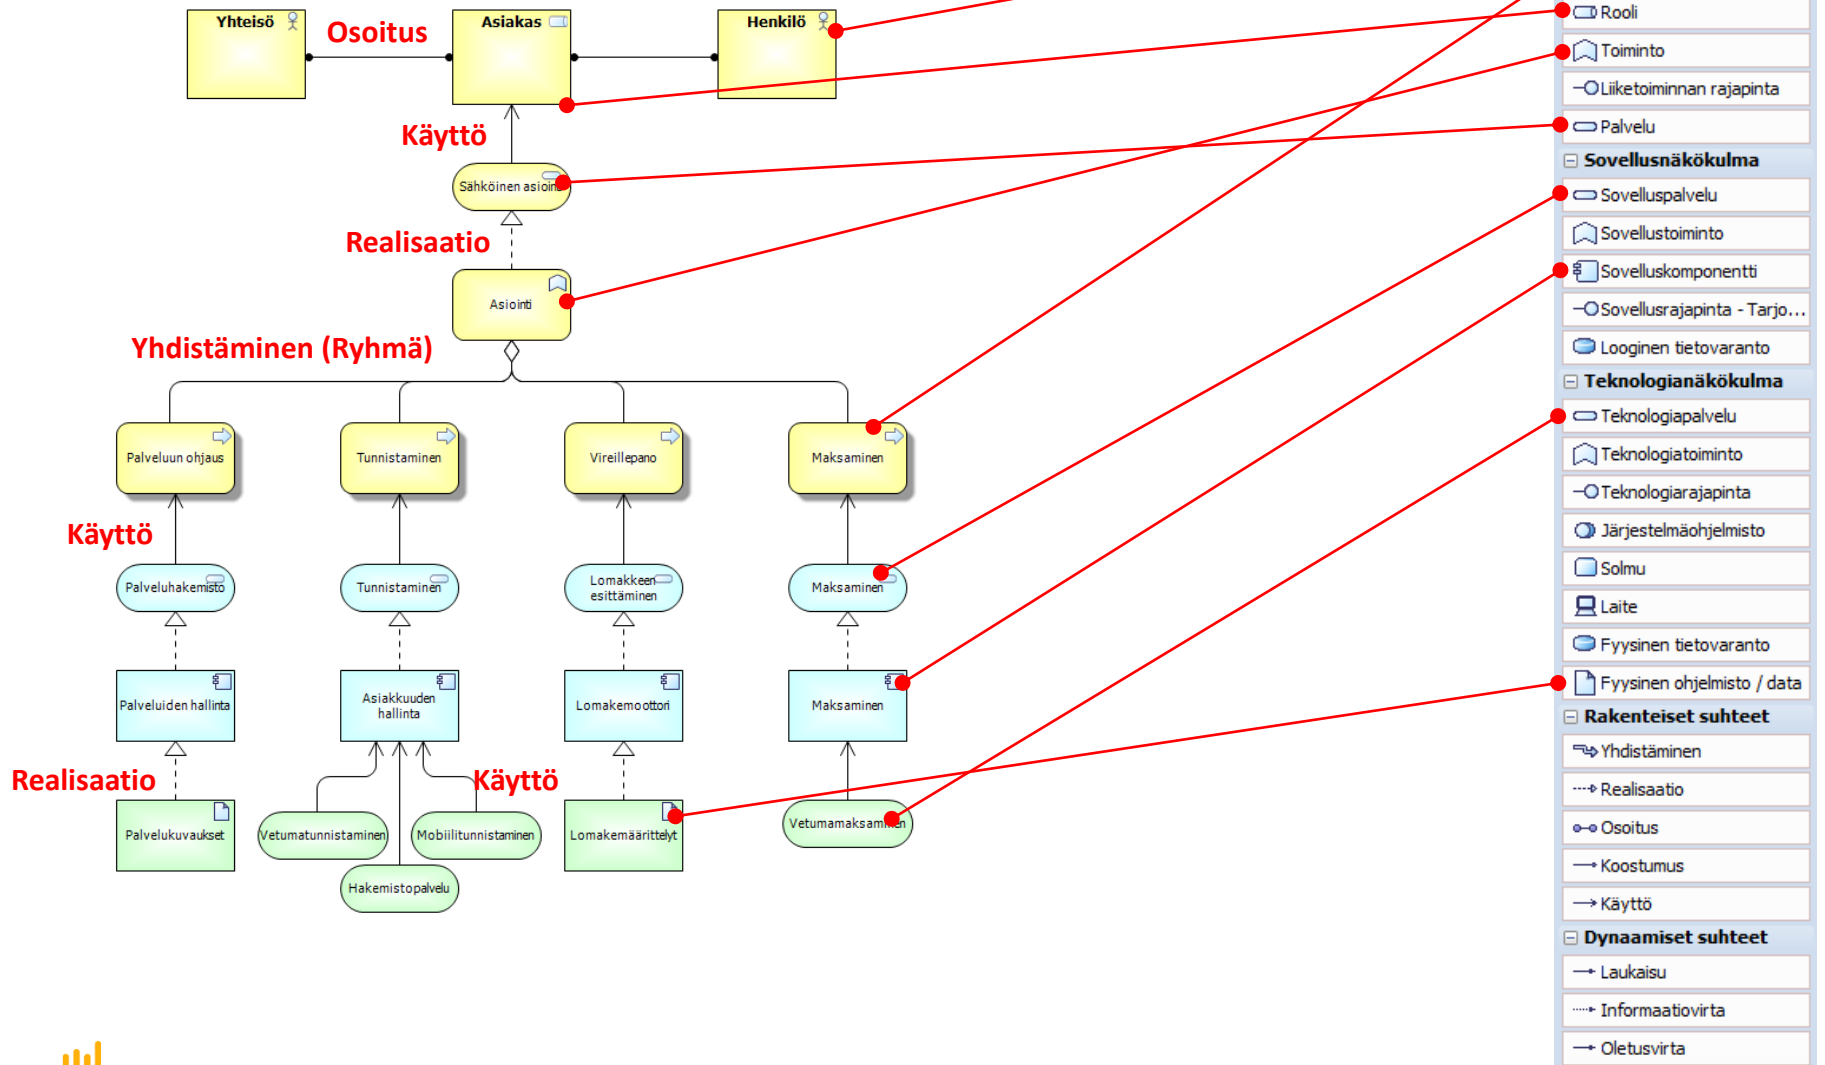 Yhteisö
Osoitus
Asiakas
Henkilö
Käyttö
Sähköinen asiointi
Realisaatio
Asiointi
Yhdistäminen (Ryhmä)
Palveluun ohjaus
Tunnistaminen
Vireillepano
Maksaminen
Käyttö
Palveluhakemisto
Tunnistaminen
Lomakkeen
esittäminen
Maksaminen
Palveluiden hallinta
Asiakkuuden
hallinta
Lomakemoottori
Maksaminen
Realisaatio
Käyttö
Palvelukuvaukset
Vetumatunnistaminen
Mobiilitunnistaminen
Lomakemäärittelyt
Vetumamaksaminen
Hakemistopalvelu
Rooli
Toiminto
Liiketoiminnan rajapinta
Palvelu
Sovellusnäkökulma
Sovelluspalvelu
Sovellustoiminto
Sovelluskomponentti
Sovellusrajapinta - Tarjo...
Looginen tietovaranto
Teknologianäkökulma
Teknologiapalvelu
Teknologiatoiminto
Teknologiarajapinta
Järjestelmäohjelmisto
Solmu
Laite
Fyysinen tietovaranto
Fyysinen ohjelmisto / data
Rakenteiset suhteet
Yhdistäminen
Realisaatio
Osoitus
Koostumus
Käyttö
Dynaamiset suhteet
Laukaisu
Informaatiovirta
Oletusvirta